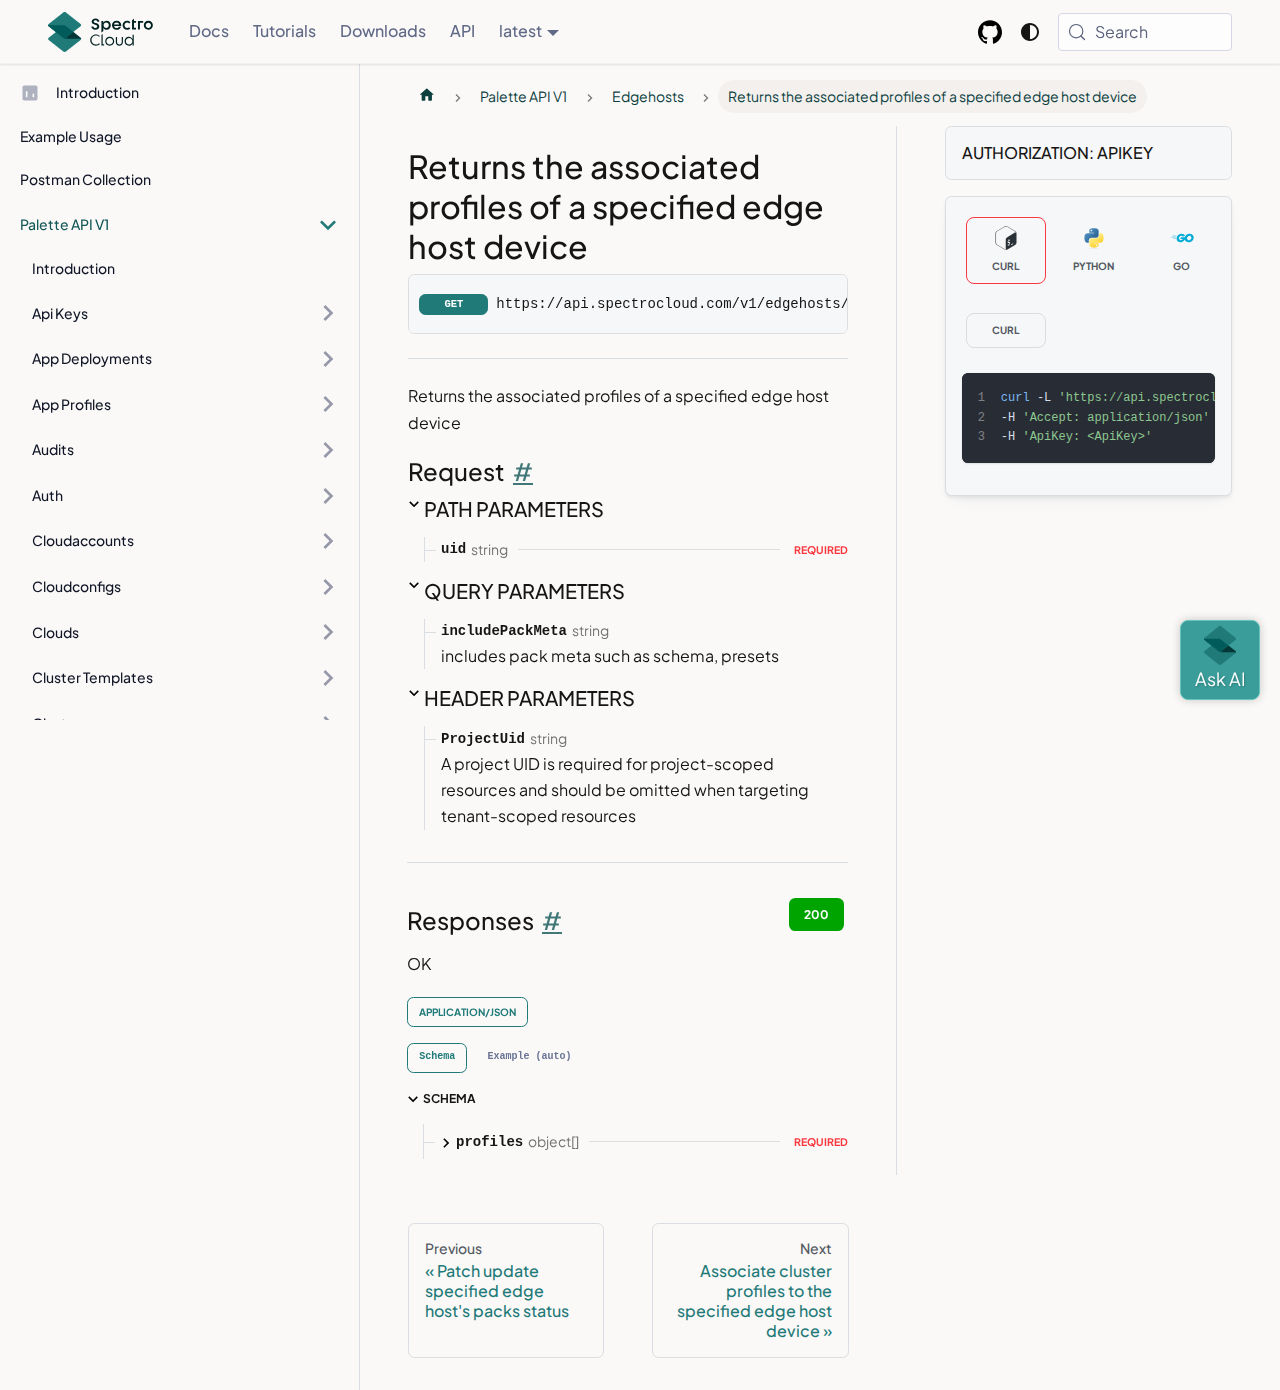 Spectro Cloud
Docs
Tutorials
Downloads
API
latest
Search
Introduction
Example Usage
Postman Collection
Palette API V1
Introduction
Api Keys
App Deployments
App Profiles
Audits
Auth
Cloudaccounts
Cloudconfigs
Clouds
Cluster Templates
Palette API V1
Edgehosts
Returns the associated profiles of a specified edge host device
Returns the associated
profiles of a specified edge
host device
GET https://api.spectrocloud.com/v1/edgehosts/
Returns the associated profiles of a specified edge host
device
Request #
PATH PARAMETERS
uid string REQUIRED
QUERY PARAMETERS
includePackMeta string
includes pack meta such as schema, presets
HEADER PARAMETERS
ProjectUid string
A project UID is required for project-scoped
resources and should be omitted when targeting
tenant-scoped resources
Responses #
200
OK
APPLICATION/JSON
Schema
Example (auto)
SCHEMA
profiles object[] REQUIRED
Previous
« Patch update
specified edge
host's packs status
Next
Associate cluster
profiles to the
specified edge host
device »
AUTHORIZATION: APIKEY
CURL
PYTHON
GO
CURL
1 curl -L 'https://api.spectrocl
2 -H 'Accept: application/json'
3 -H 'ApiKey: <ApiKey>'
Ask AI